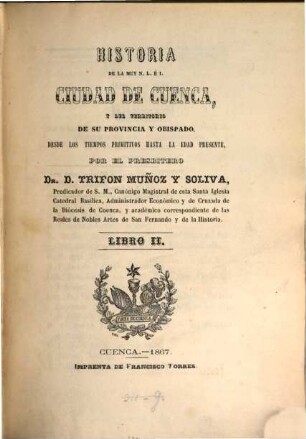 HISTORIA
DE LA MUY N. L. É I.
CIUDAD DE CUENCA,
Y DEL TERRITORIO
DE SU PROVINCIA Y OBISPADO,
DESDE LOS TIEMPOS PRIMITIVOS HASTA LA EDAD PRESENTE,
POR EL PRESBITERO
DR. D. TRIFON MUÑOZ Y SOLIVA,
Predicador de S. M., Canónigo Magistral de esta Santa Iglesia
Catedral Basílica, Administrador Económico y de Cruzada de
la Diócesis de Cuenca, y académico correspondiente de las
Reales de Nobles Artes de San Fernando y de la Historia.
LIBRO II.
CUENCA.—1867.
IMPRENTA DE FRANCISCO TORRES.